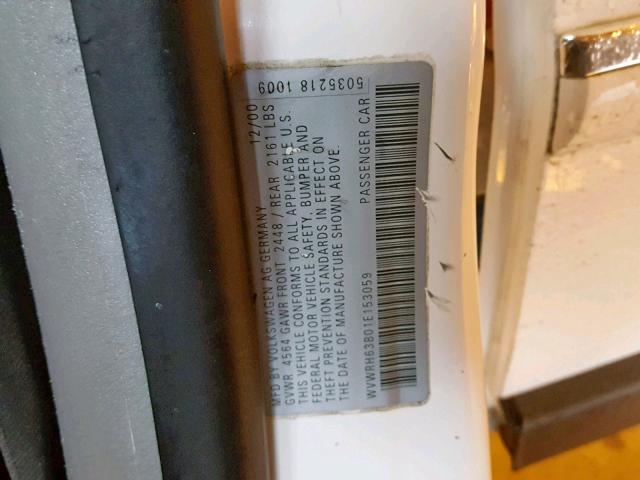 MFD BY VOLKSWAGEN AG GERMANY 12/00
GVWR 4564 GAWR FRONT 2448 / REAR 2161 LBS
THIS VEHICLE CONFORMS TO ALL APPLICABLE U.S.
FEDERAL MOTOR VEHICLE SAFETY, BUMPER AND
THEFT PREVENTION STANDARDS IN EFFECT ON
THE DATE OF MANUFACTURE SHOWN ABOVE.
WVWRH63B01E153059 PASSENGER CAR
5035218 1009